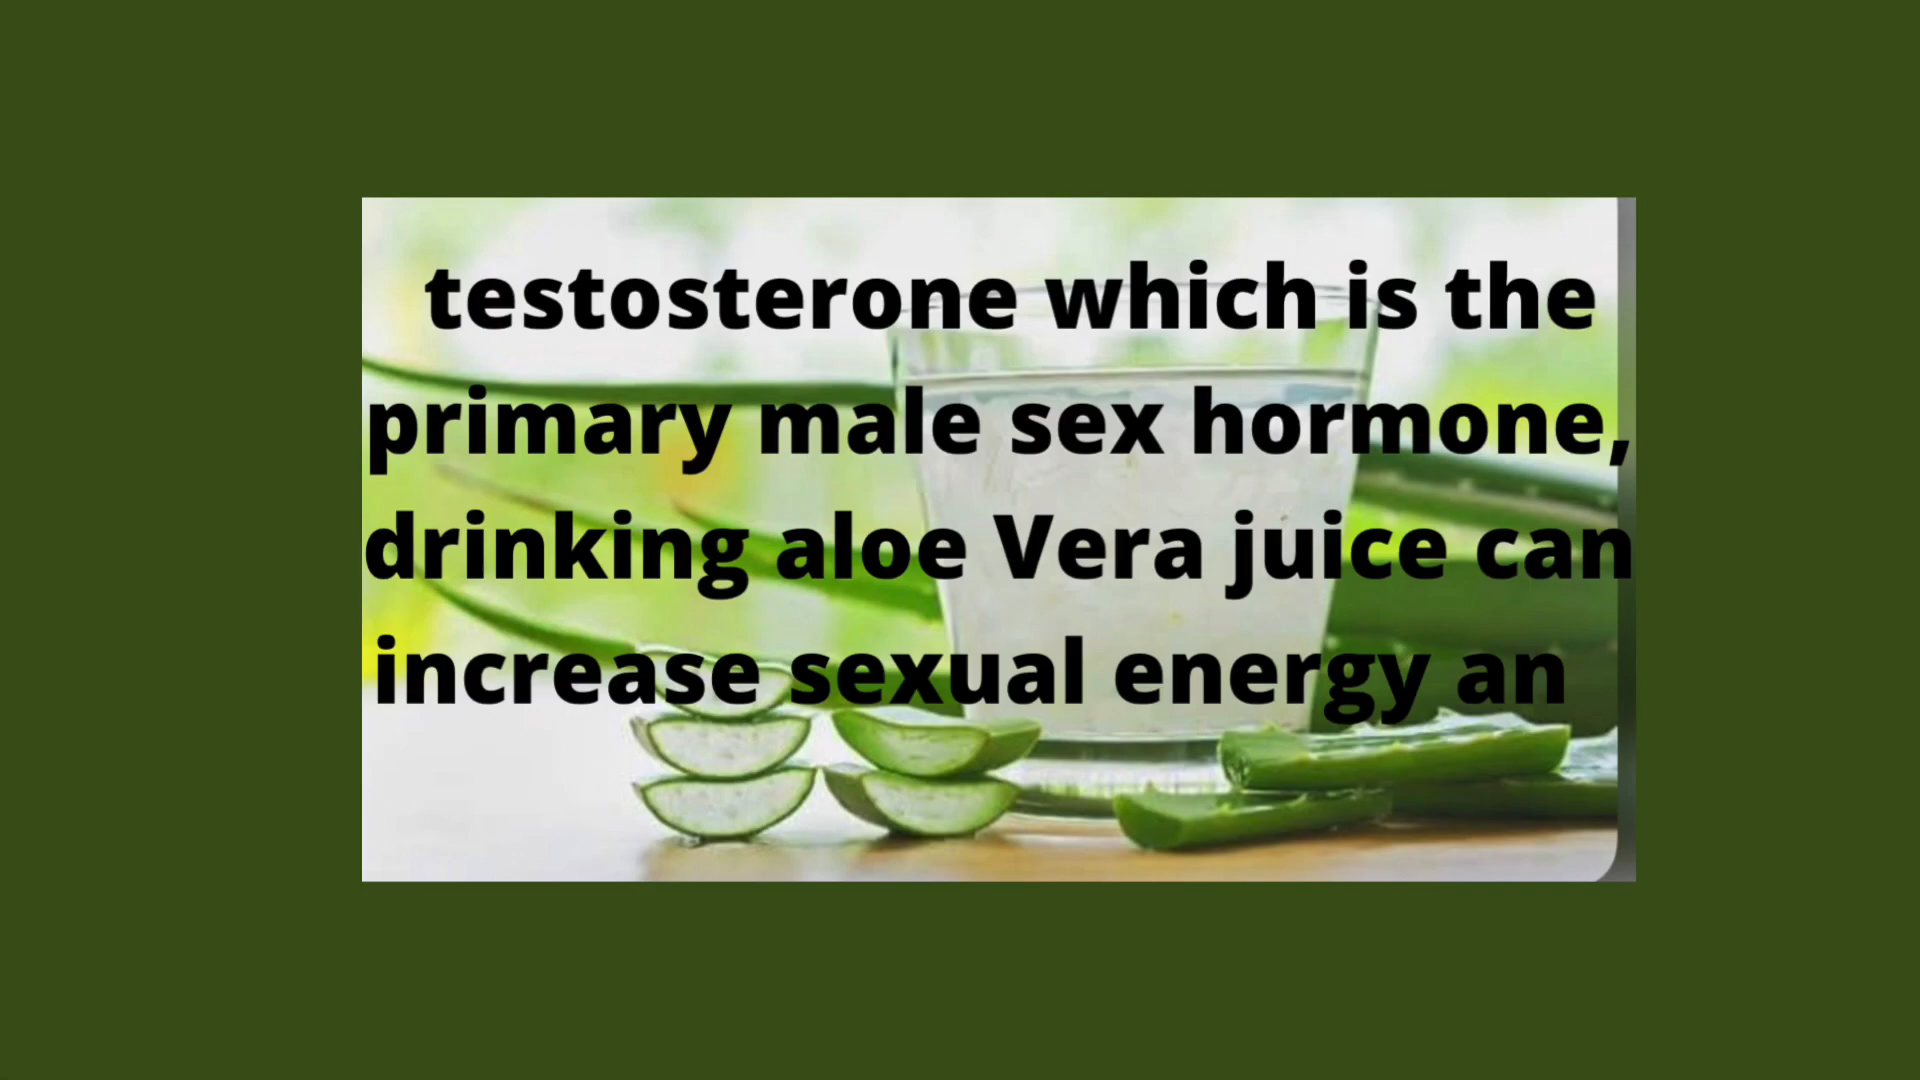 testosterone which is the
primary male sex hormone,
drinking aloe Vera juice can
increase sexual energy an